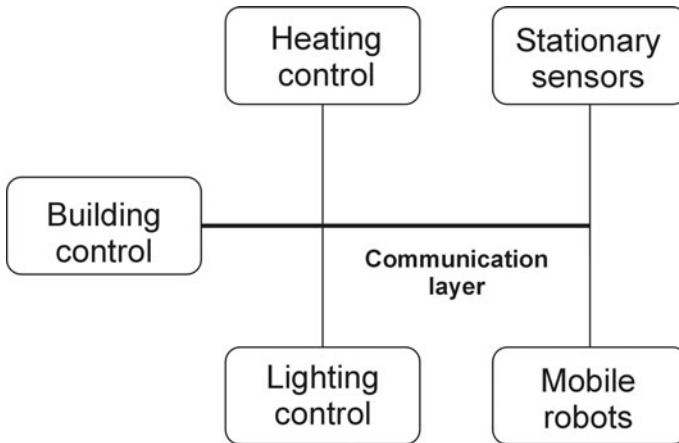 Heating
control
Stationary
sensors
Building
control
Communication
layer
Lighting
control
Mobile
robots